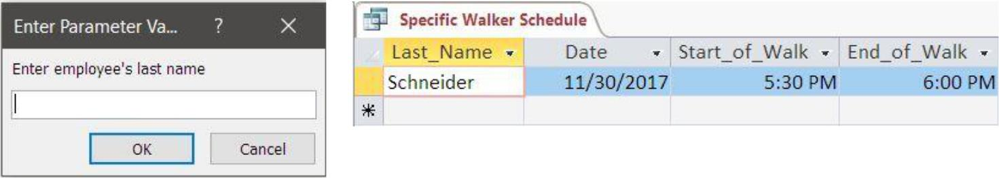 Enter Parameter Va... ?
Enter employee's last name
OK Cancel
Specific Walker Schedule
Last_Name Date Start_of_Walk End_of_Walk
Schneider 11/30/2017 5:30 PM 6:00 PM